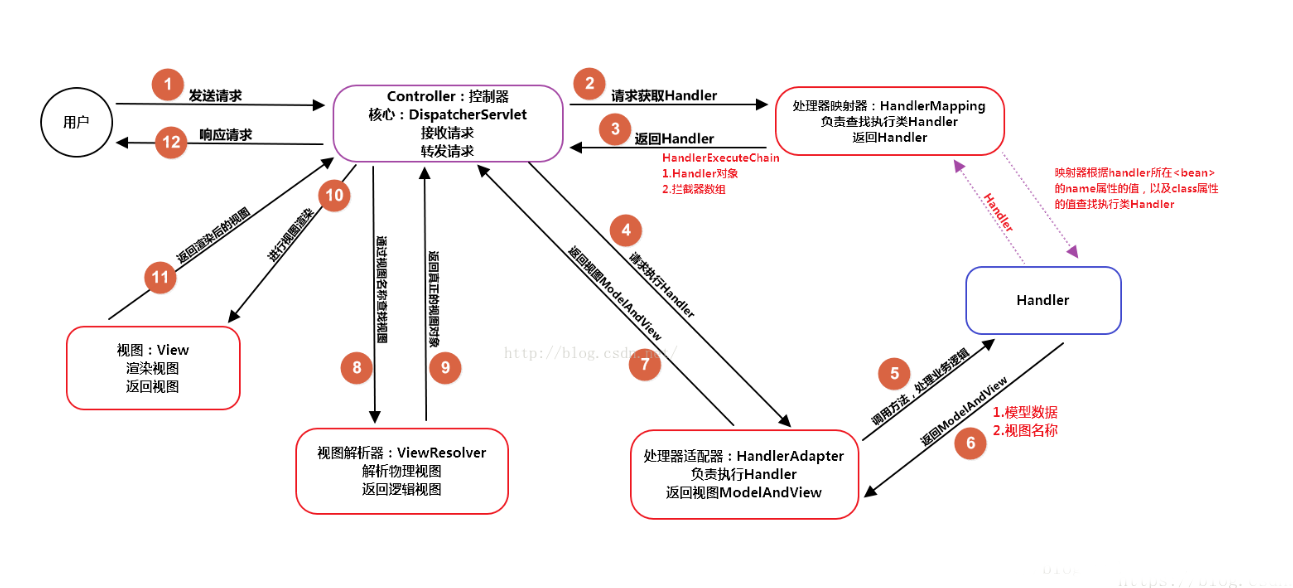 1
发送请求
用户
12
响应请求
Controller：控制器
核心：DispatcherServlet
接收请求
转发请求
2
请求获取Handler
3
返回Handler
HandlerExecuteChain
1.Handler对象
2.拦截器数组
处理器映射器：HandlerMapping
负责查找执行类Handler
返回Handler
映射器根据handler所在<bean>
的name属性的值，以及class属性
的值查找执行类Handler
Handler
Handler
4
请求执行Handler
5
调用方法，处理业务逻辑
6
返回ModelAndView
1.模型数据
2.视图名称
处理器适配器：HandlerAdapter
负责执行Handler
返回视图ModelAndView
7
返回视图ModelAndView
8
通过视图名称查找视图
9
返回真正的视图对象
视图解析器：ViewResolver
解析物理视图
返回逻辑视图
10
进行视图渲染
11
返回渲染后的视图
视图：View
渲染视图
返回视图
http://blog.csdn.net/